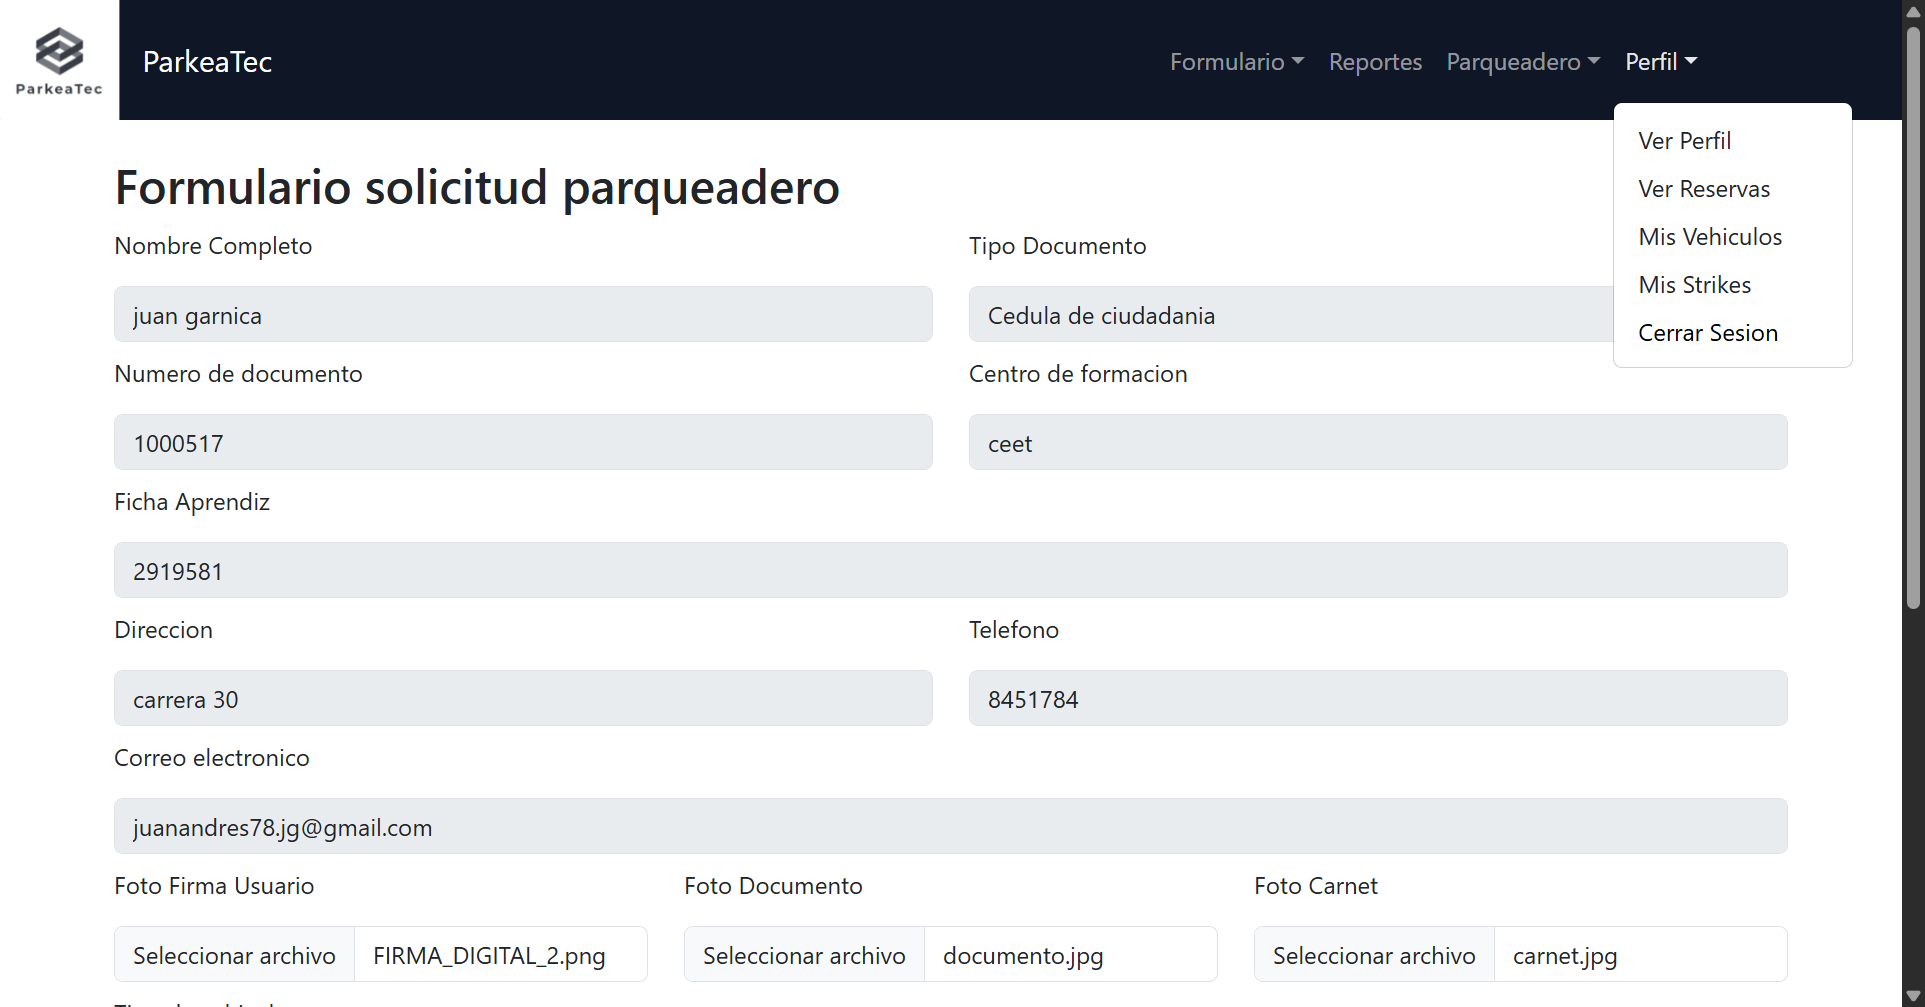 ParkeaTec
ParkeaTec
Formulario Reportes Parqueadero Perfil
Ver Perfil
Ver Reservas
Mis Vehiculos
Mis Strikes
Cerrar Sesion
Formulario solicitud parqueadero
Nombre Completo
juan garnica
Tipo Documento
Cedula de ciudadania
Numero de documento
1000517
Centro de formacion
ceet
Ficha Aprendiz
2919581
Direccion
carrera 30
Telefono
8451784
Correo electronico
juanandres78.jg@gmail.com
Foto Firma Usuario
Seleccionar archivo FIRMA_DIGITAL_2.png
Foto Documento
Seleccionar archivo documento.jpg
Foto Carnet
Seleccionar archivo carnet.jpg